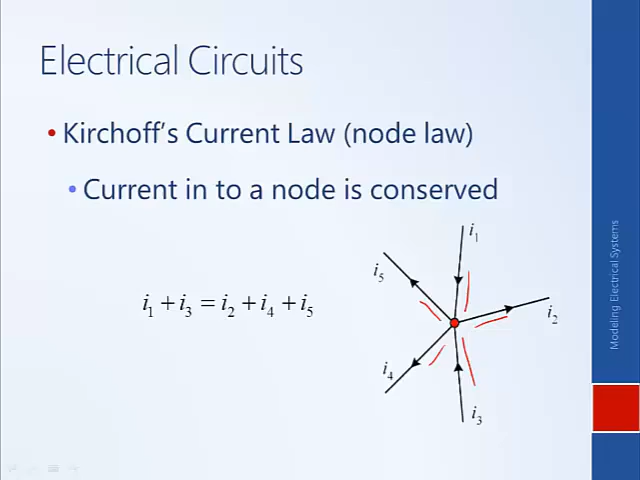 Electrical Circuits
• Kirchoff's Current Law (node law)
• Current in to a node is conserved
i₁ + i₃ = i₂ + i₄ + i₅
i₁
i₅
i₂
i₄
i₃
Modeling Electrical Systems